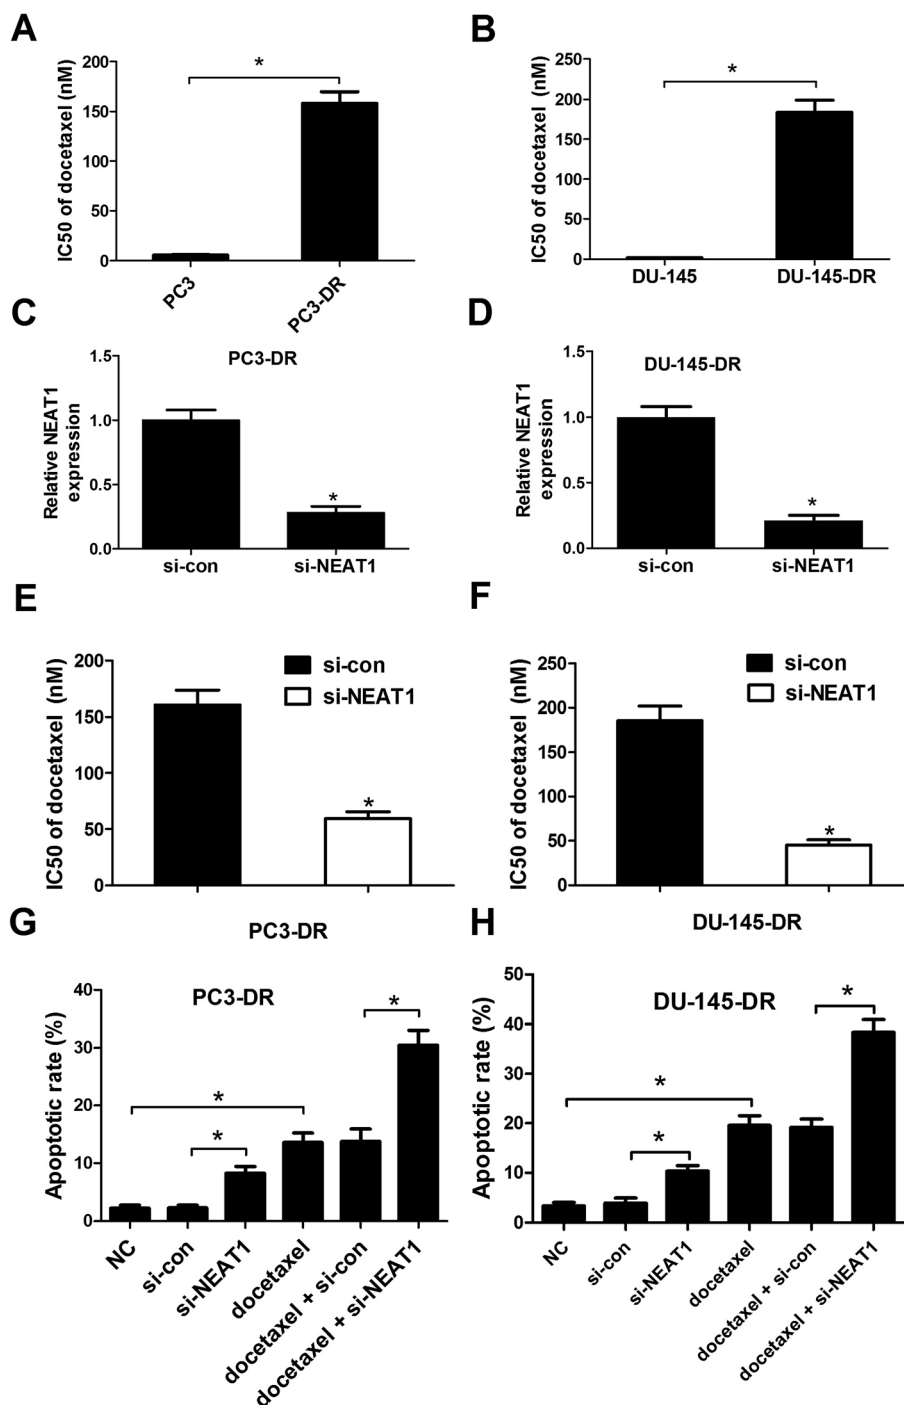 A
IC50 of docetaxel (nM)
200
150
100
50
0
*
PC3
PC3-DR
B
IC50 of docetaxel (nM)
250
200
150
100
50
0
*
DU-145
DU-145-DR
C
PC3-DR
Relative NEAT1
expression
1.5
1.0
0.5
0.0
*
si-con
si-NEAT1
D
DU-145-DR
Relative NEAT1
expression
1.5
1.0
0.5
0.0
*
si-con
si-NEAT1
E
IC50 of docetaxel (nM)
200
150
100
50
0
si-con
si-NEAT1
*
PC3-DR
F
IC50 of docetaxel (nM)
250
200
150
100
50
0
si-con
si-NEAT1
*
DU-145-DR
G
PC3-DR
Apoptotic rate (%)
40
30
20
10
0
*
*
*
NC
si-con
si-NEAT1
docetaxel
docetaxel + si-con
docetaxel + si-NEAT1
H
DU-145-DR
Apoptotic rate (%)
50
40
30
20
10
0
*
*
*
NC
si-con
si-NEAT1
docetaxel
docetaxel + si-con
docetaxel + si-NEAT1